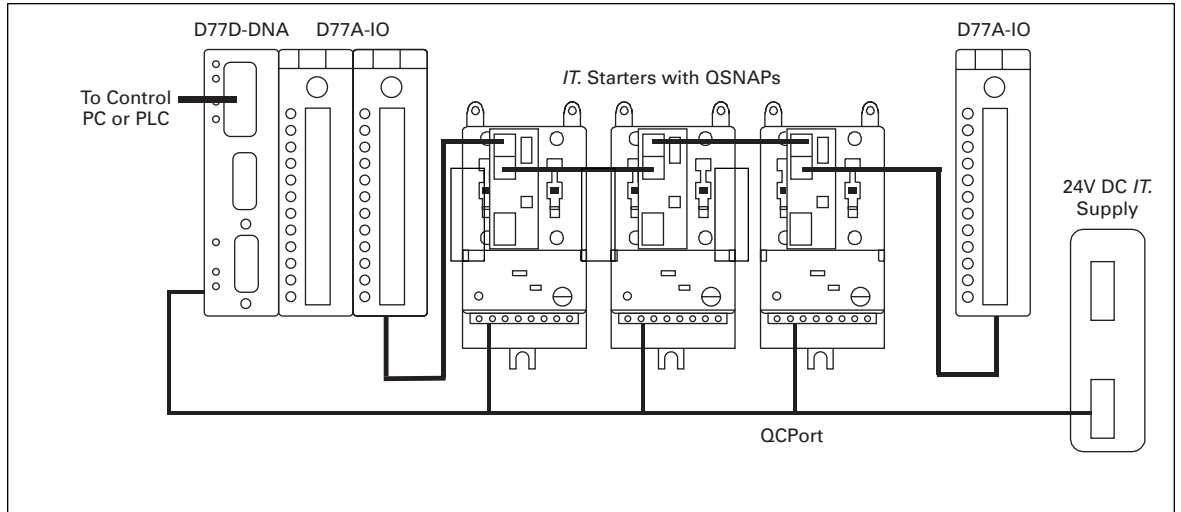 D77D-DNA
D77A-IO
D77A-IO
IT. Starters with QSNAPs
To Control
PC or PLC
24V DC IT.
Supply
QCPort